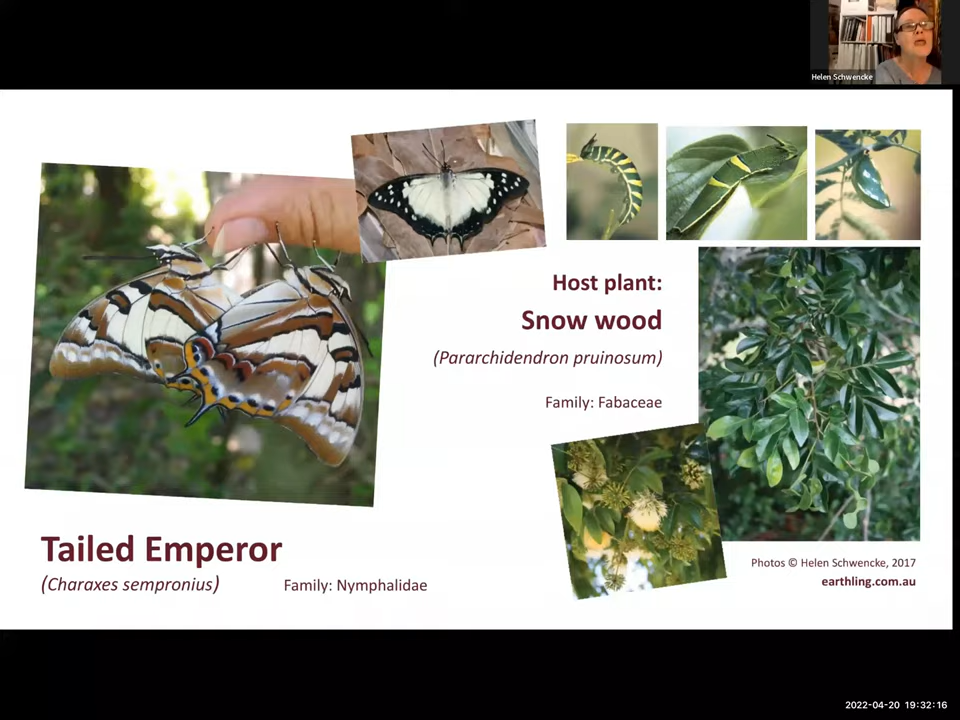 Helen Schwencke
Host plant:
Snow wood
(Pararchidendron pruinosum)
Family: Fabaceae
Tailed Emperor
(Charaxes sempronius)
Family: Nymphalidae
Photos © Helen Schwencke, 2017
earthling.com.au
2022-04-20 19:32:16